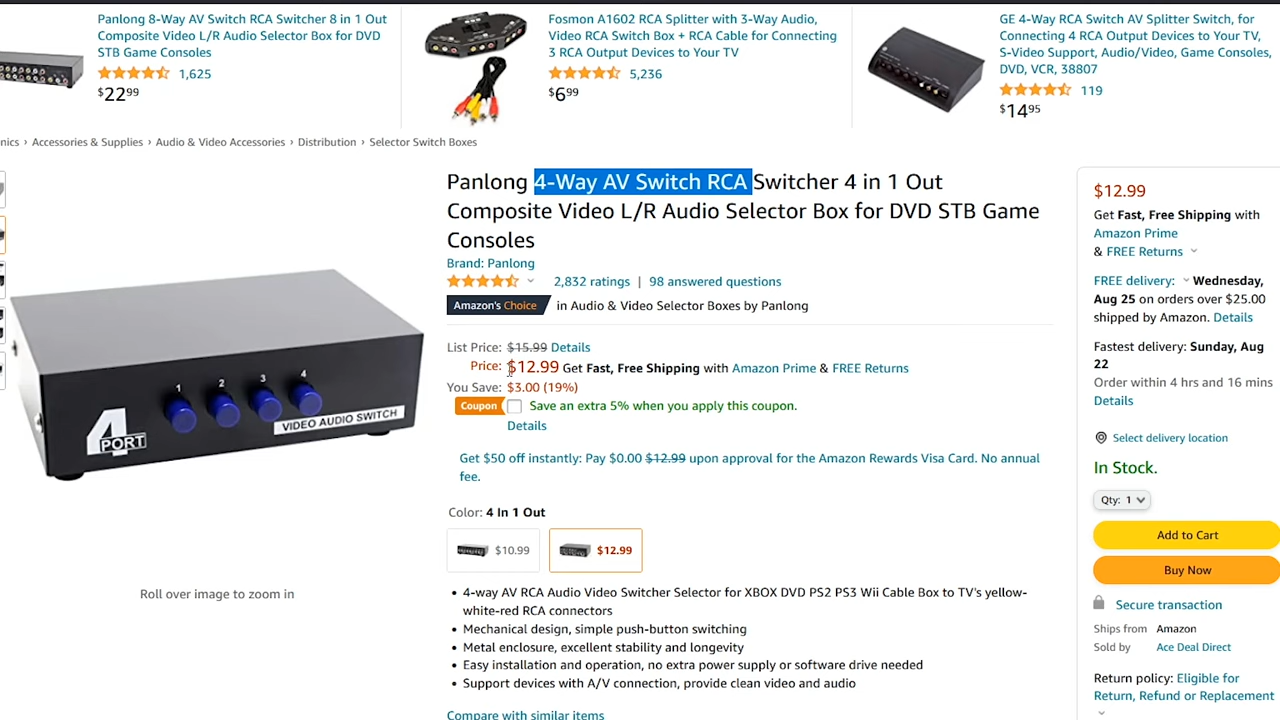 Panlong 8-Way AV Switch RCA Switcher 8 in 1 Out
Composite Video L/R Audio Selector Box for DVD
STB Game Consoles
1,625
$22.99
Fosmon A1602 RCA Splitter with 3-Way Audio,
Video RCA Switch Box + RCA Cable for Connecting
3 RCA Output Devices to Your TV
5,236
$6.99
GE 4-Way RCA Switch AV Splitter Switch, for
Connecting 4 RCA Output Devices to Your TV,
S-Video Support, Audio/Video, Game Consoles,
DVD, VCR, 38807
119
$14.95
nics › Accessories & Supplies › Audio & Video Accessories › Distribution › Selector Switch Boxes
Panlong 4-Way AV Switch RCA Switcher 4 in 1 Out
Composite Video L/R Audio Selector Box for DVD STB Game
Consoles
Brand: Panlong
2,832 ratings | 98 answered questions
Amazon's Choice in Audio & Video Selector Boxes by Panlong
List Price: $15.99 Details
Price: $12.99 Get Fast, Free Shipping with Amazon Prime & FREE Returns
You Save: $3.00 (19%)
Coupon Save an extra 5% when you apply this coupon.
Details
Get $50 off instantly: Pay $0.00 $12.99 upon approval for the Amazon Rewards Visa Card. No annual
fee.
Color: 4 In 1 Out
$10.99
$12.99
• 4-way AV RCA Audio Video Switcher Selector for XBOX DVD PS2 PS3 Wii Cable Box to TV's yellow-
white-red RCA connectors
• Mechanical design, simple push-button switching
• Metal enclosure, excellent stability and longevity
• Easy installation and operation, no extra power supply or software drive needed
• Support devices with A/V connection, provide clean video and audio
Compare with similar items
1 2 3 4
4 PORT
VIDEO AUDIO SWITCH
Roll over image to zoom in
$12.99
Get Fast, Free Shipping with
Amazon Prime
& FREE Returns
FREE delivery: Wednesday,
Aug 25 on orders over $25.00
shipped by Amazon. Details
Fastest delivery: Sunday, Aug
22
Order within 4 hrs and 16 mins
Details
Select delivery location
In Stock.
Qty: 1
Add to Cart
Buy Now
Secure transaction
Ships from Amazon
Sold by Ace Deal Direct
Return policy: Eligible for
Return, Refund or Replacement